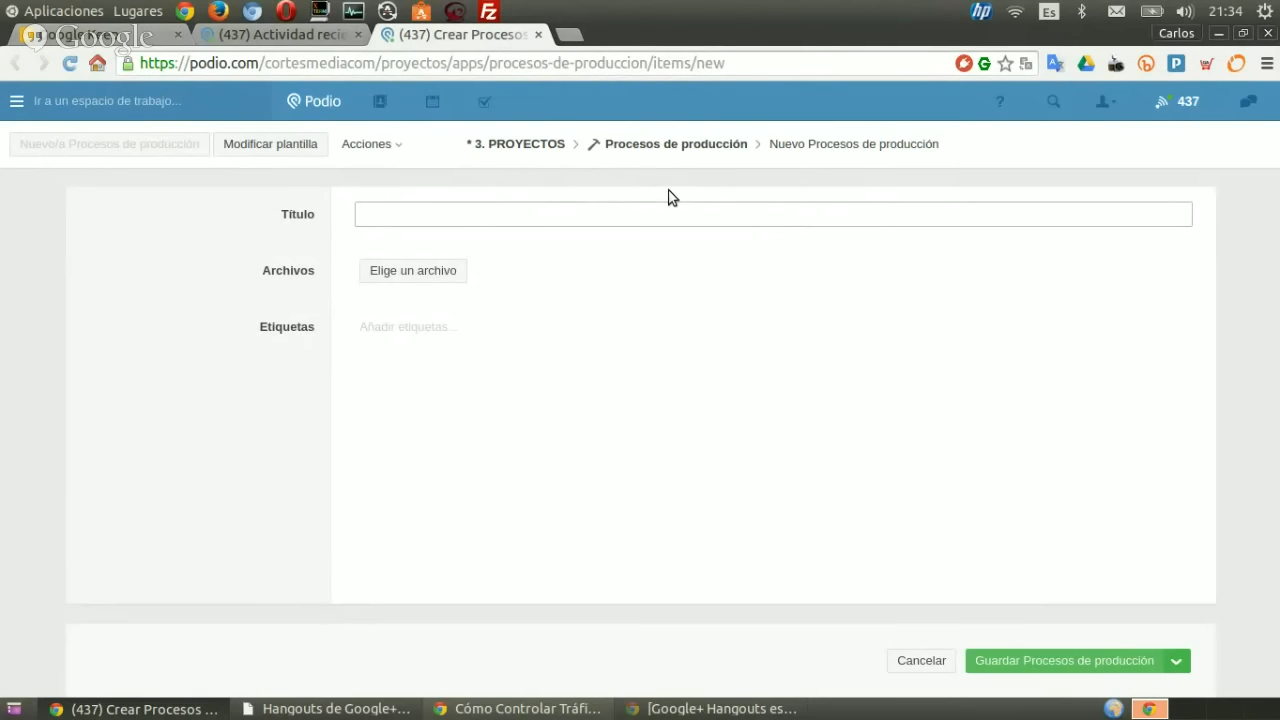 Aplicaciones Lugares
Es
21:34
Google
(437) Actividad recie
(437) Crear Procesos
Carlos
https://podio.com/cortesmediacom/proyectos/apps/procesos-de-produccion/items/new
Ir a un espacio de trabajo...
Podio
?
437
Nuevo/a Procesos de producción
Modificar plantilla
Acciones
* 3. PROYECTOS > Procesos de producción > Nuevo Procesos de producción
Título
Archivos
Elige un archivo
Etiquetas
Añadir etiquetas...
Cancelar
Guardar Procesos de producción
(437) Crear Procesos ...
Hangouts de Google+...
Cómo Controlar Tráfi...
[Google+ Hangouts es...